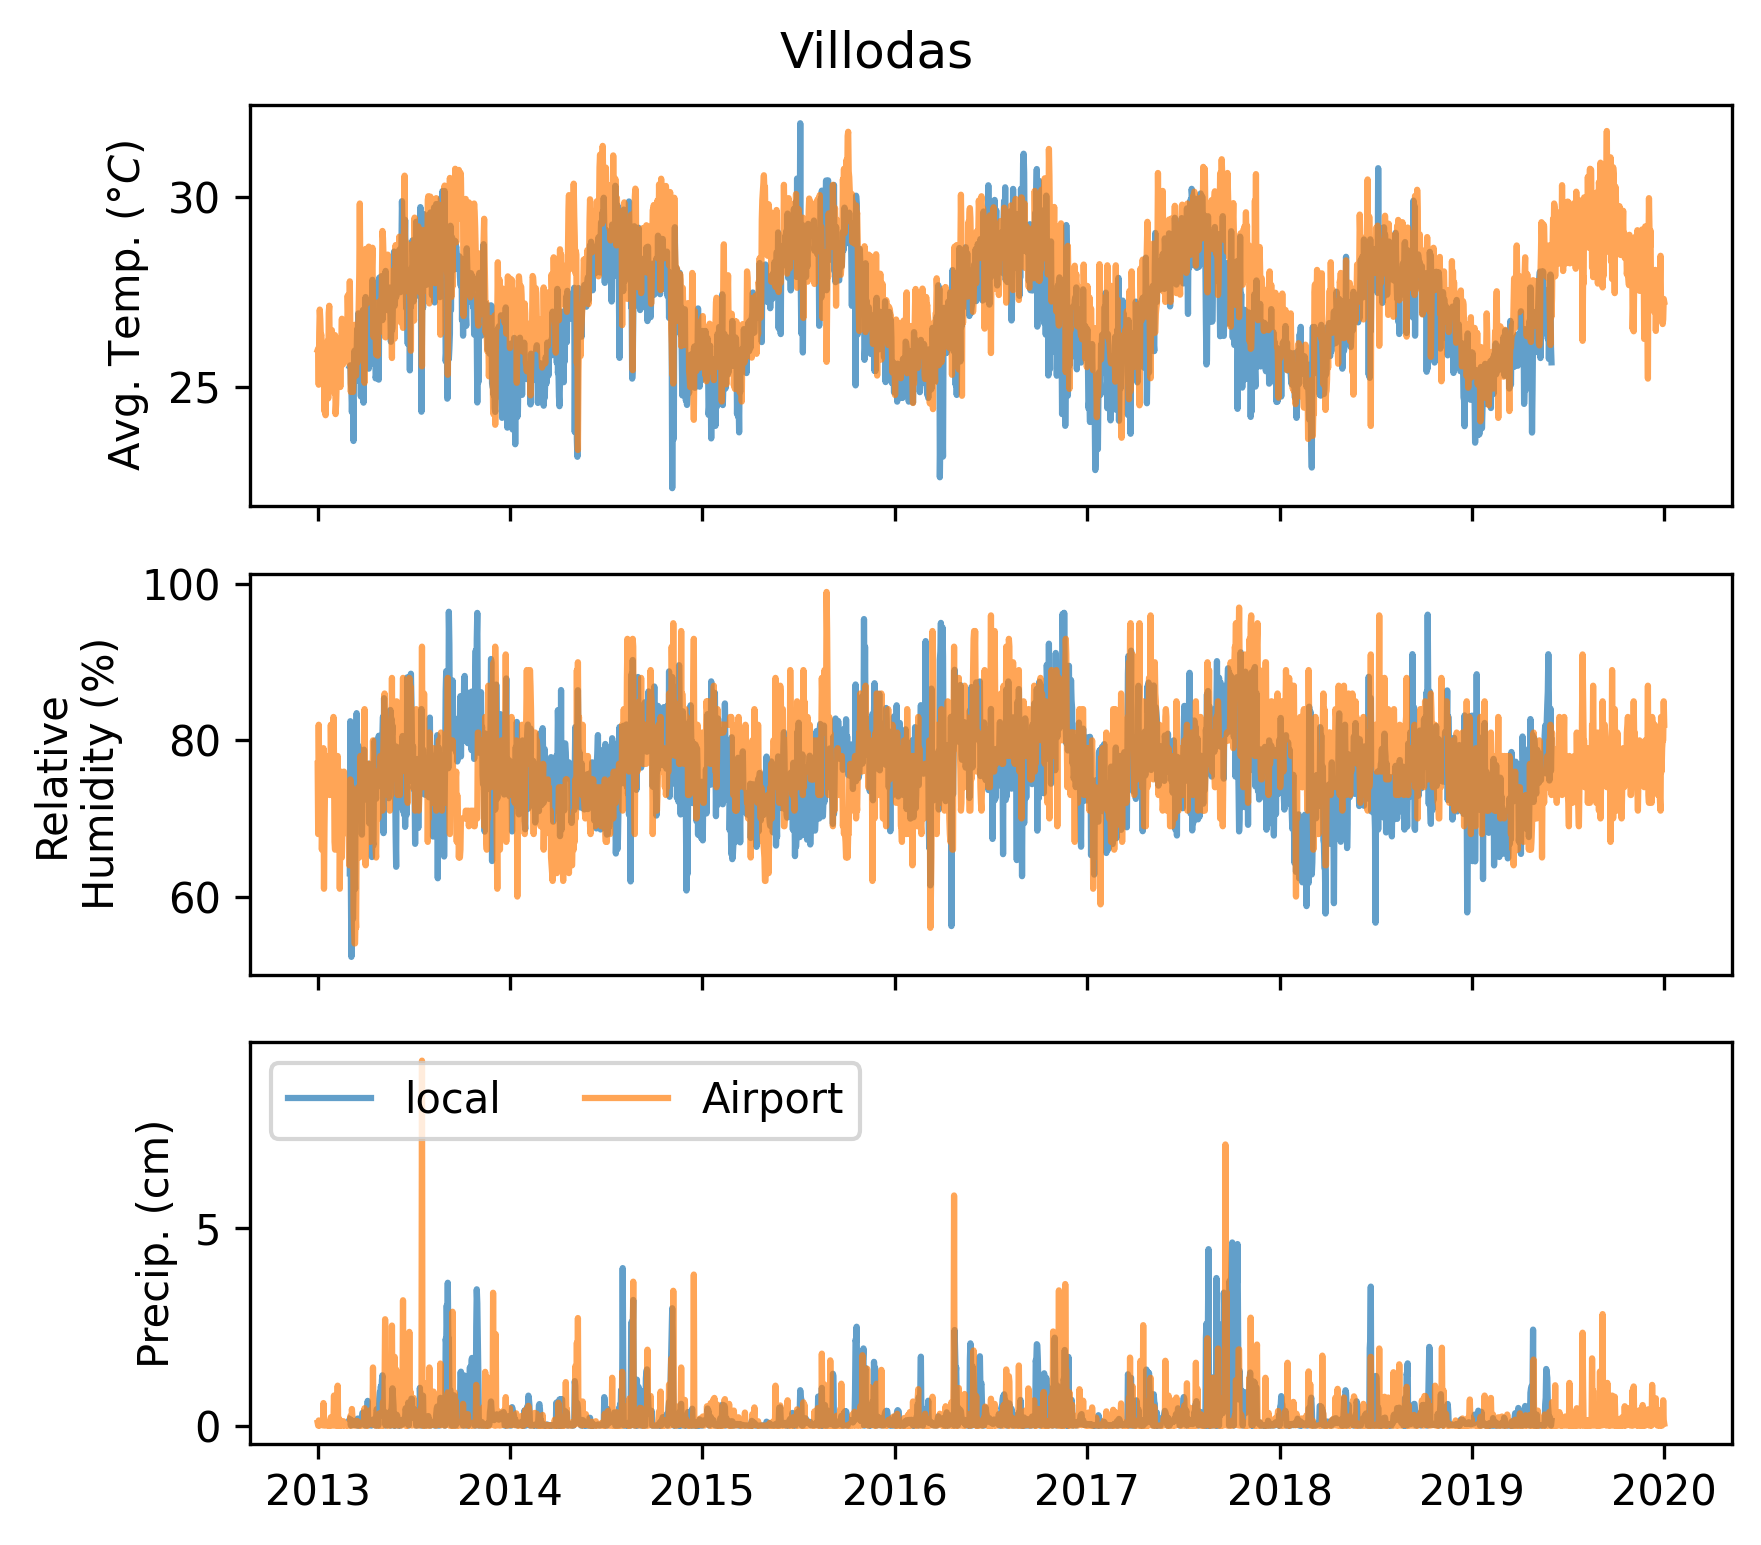 Villodas
Avg. Temp. (°C)
30
25
Relative
Humidity (%)
100
80
60
Precip. (cm)
local
Airport
5
0
2013 2014 2015 2016 2017 2018 2019 2020